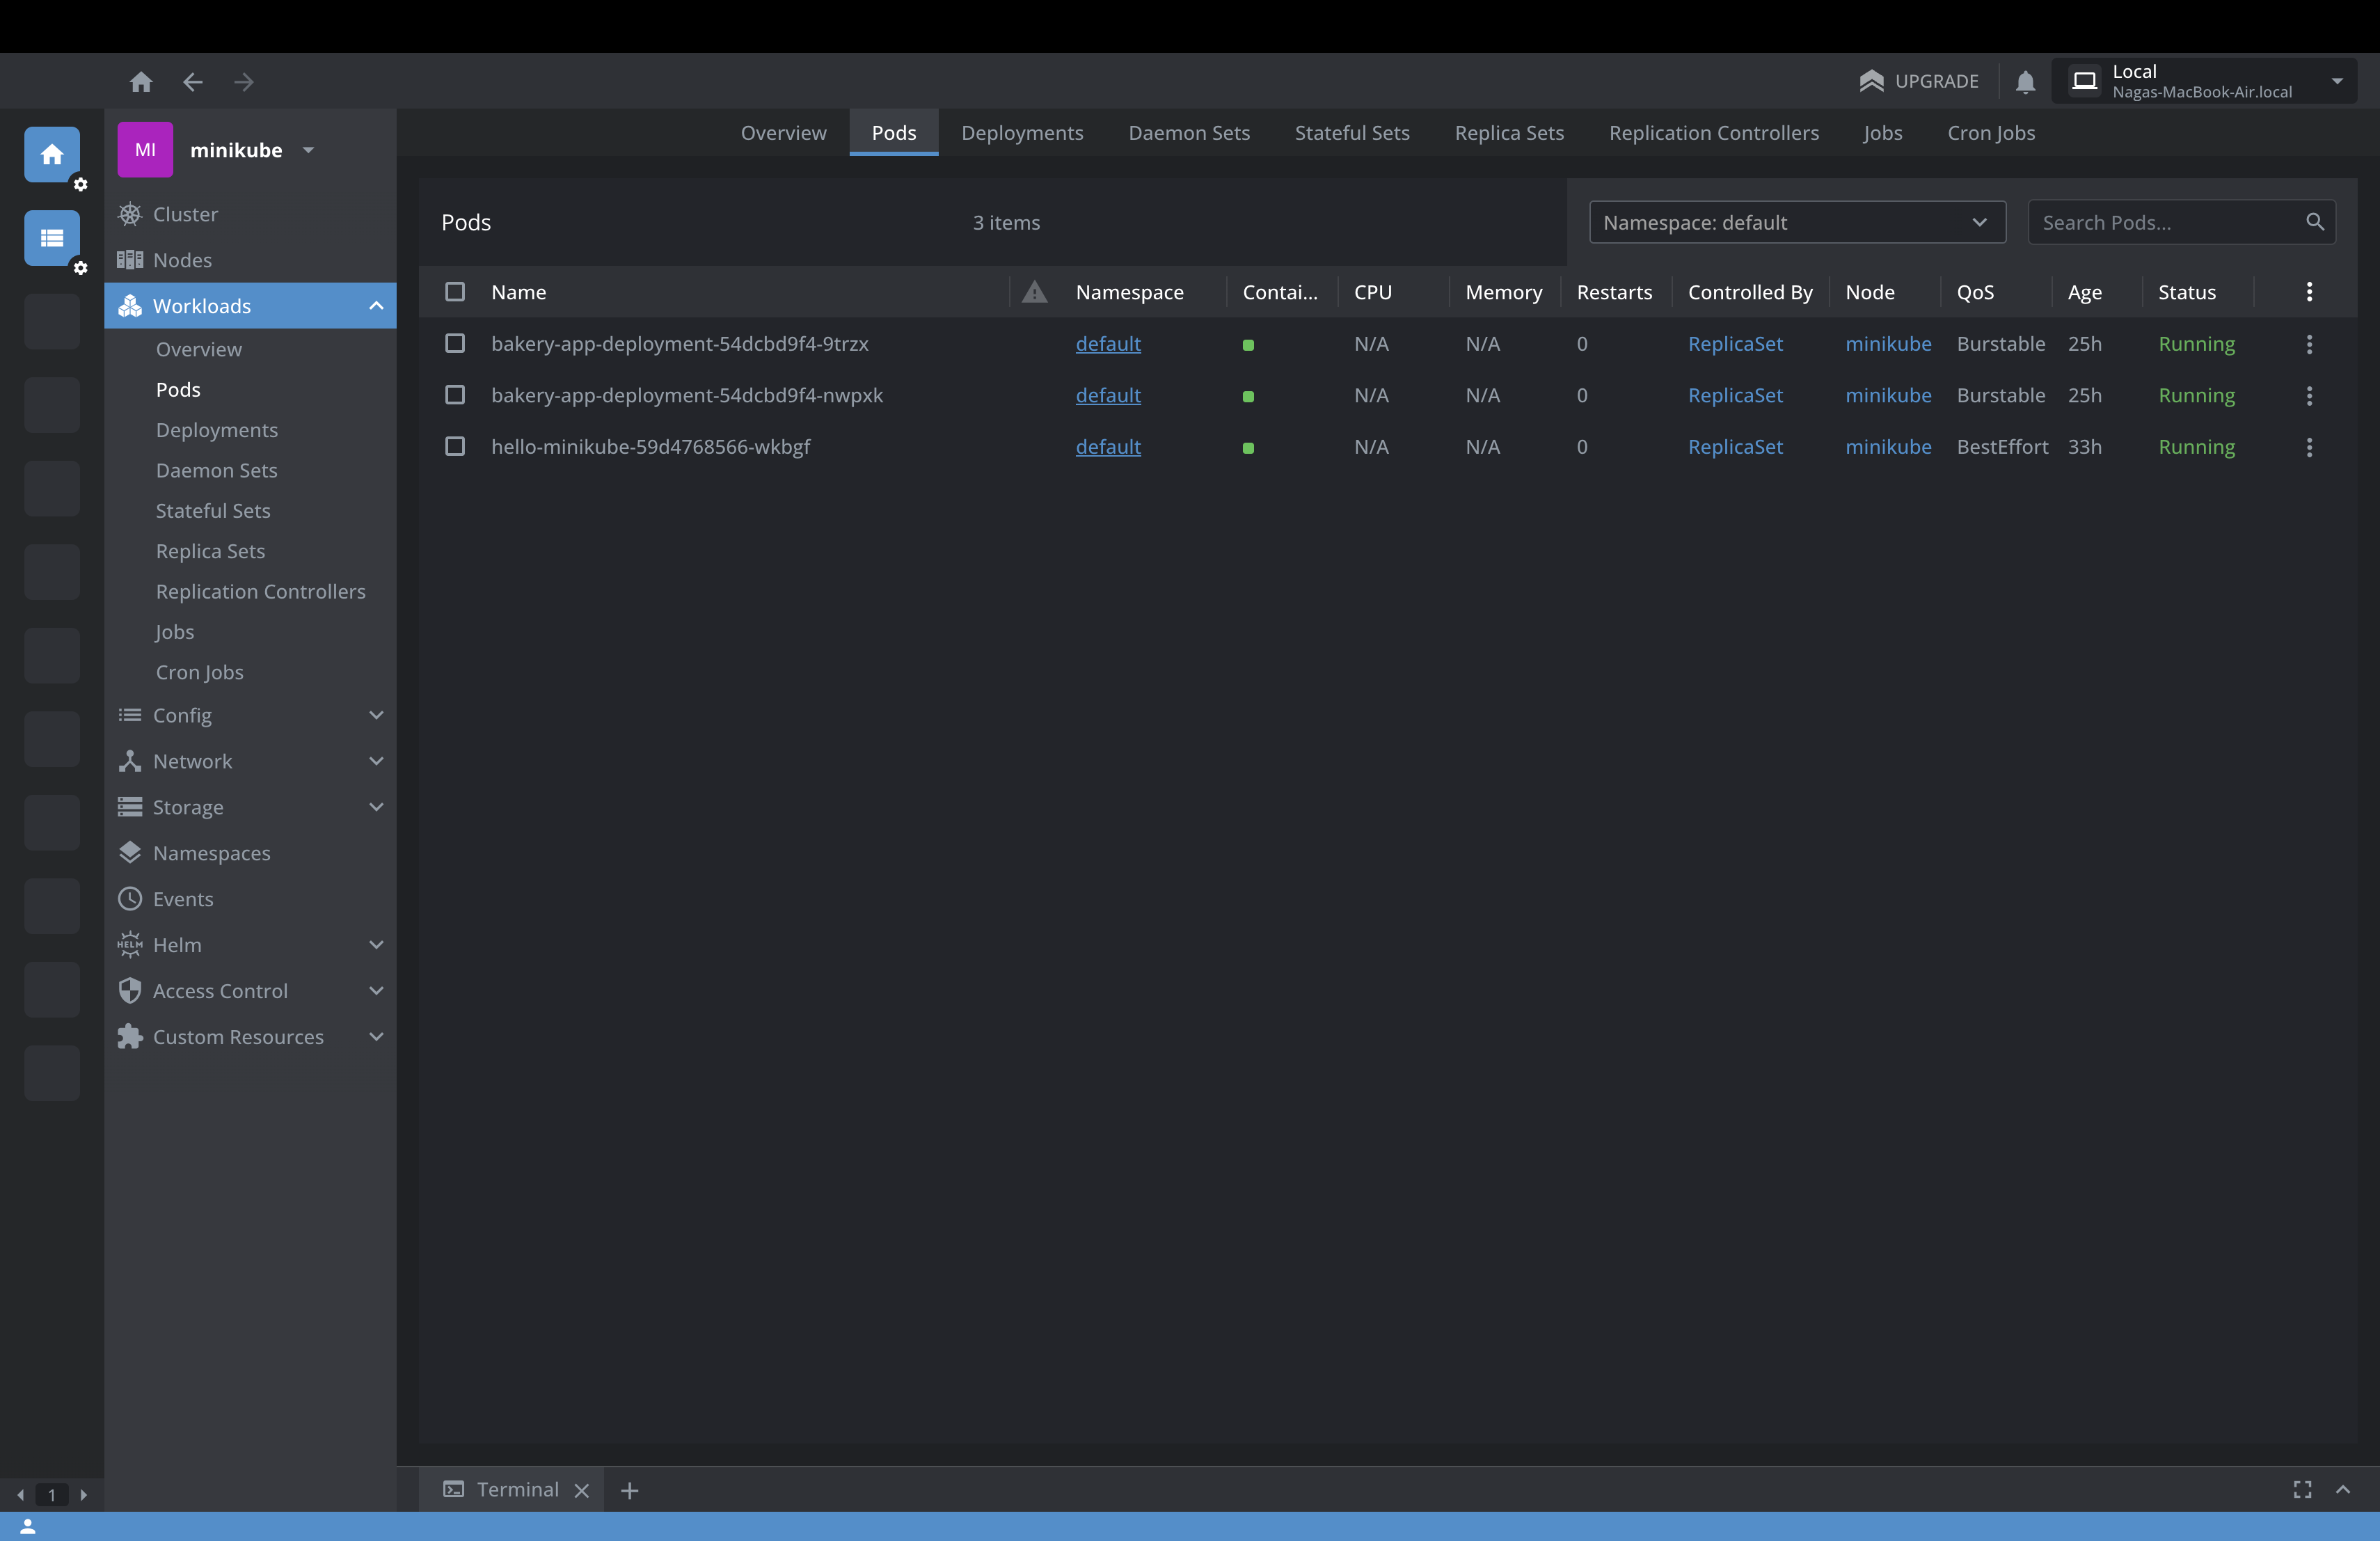 UPGRADE
Local
Nagas-MacBook-Air.local
MI
minikube
Overview
Pods
Deployments
Daemon Sets
Stateful Sets
Replica Sets
Replication Controllers
Jobs
Cron Jobs
Cluster
Nodes
Workloads
Overview
Pods
Deployments
Daemon Sets
Stateful Sets
Replica Sets
Replication Controllers
Jobs
Cron Jobs
Config
Network
Storage
Namespaces
Events
HELM
Helm
Access Control
Custom Resources
Pods
3 items
Namespace: default
Search Pods...
Name Namespace Contai... CPU Memory Restarts Controlled By Node QoS Age Status
bakery-app-deployment-54dcbd9f4-9trzx default N/A N/A 0 ReplicaSet minikube Burstable 25h Running
bakery-app-deployment-54dcbd9f4-nwpxk default N/A N/A 0 ReplicaSet minikube Burstable 25h Running
hello-minikube-59d4768566-wkbgf default N/A N/A 0 ReplicaSet minikube BestEffort 33h Running
1
Terminal